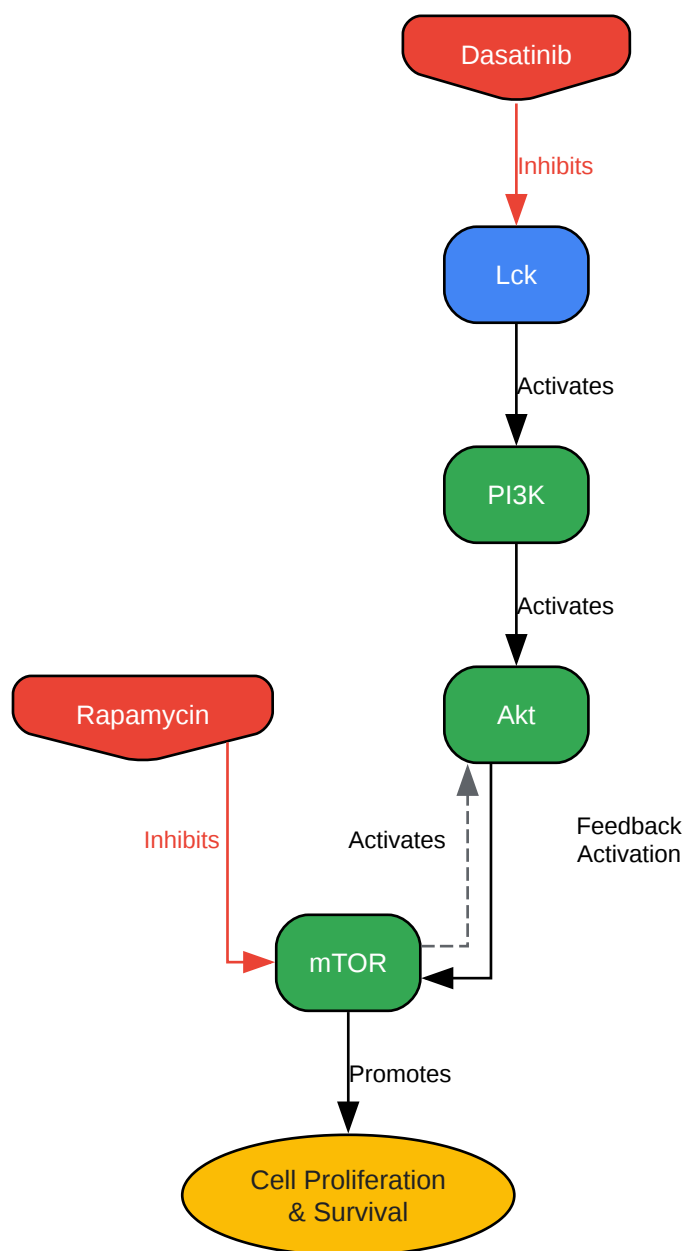 Dasatinib
Inhibits
Lck
Activates
PI3K
Activates
Akt
Rapamycin
Inhibits
Activates
Feedback
Activation
mTOR
Promotes
Cell Proliferation
& Survival